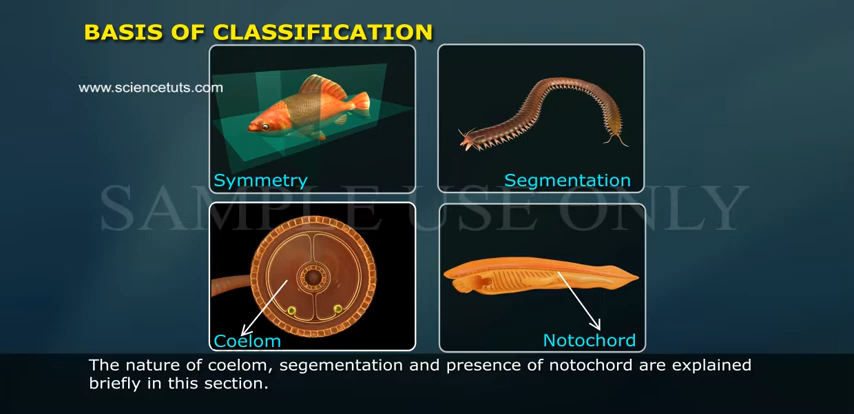 BASIS OF CLASSIFICATION
www.sciencetuts.com
Symmetry
Segmentation
SAMPLE USE ONLY
Coelom
Notochord
The nature of coelom, segementation and presence of notochord are explained
briefly in this section.